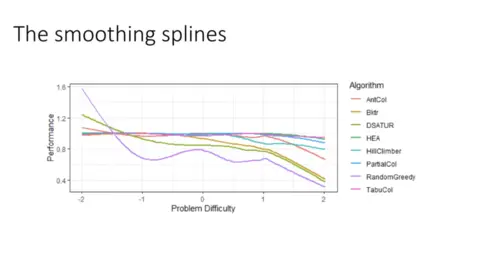 The smoothing splines
1.6
1.2
0.8
0.4
Performance
-2
-1
0
1
2
Problem Difficulty
Algorithm
AntCol
Bktr
DSATUR
HEA
HillClimber
PartialCol
RandomGreedy
TabuCol